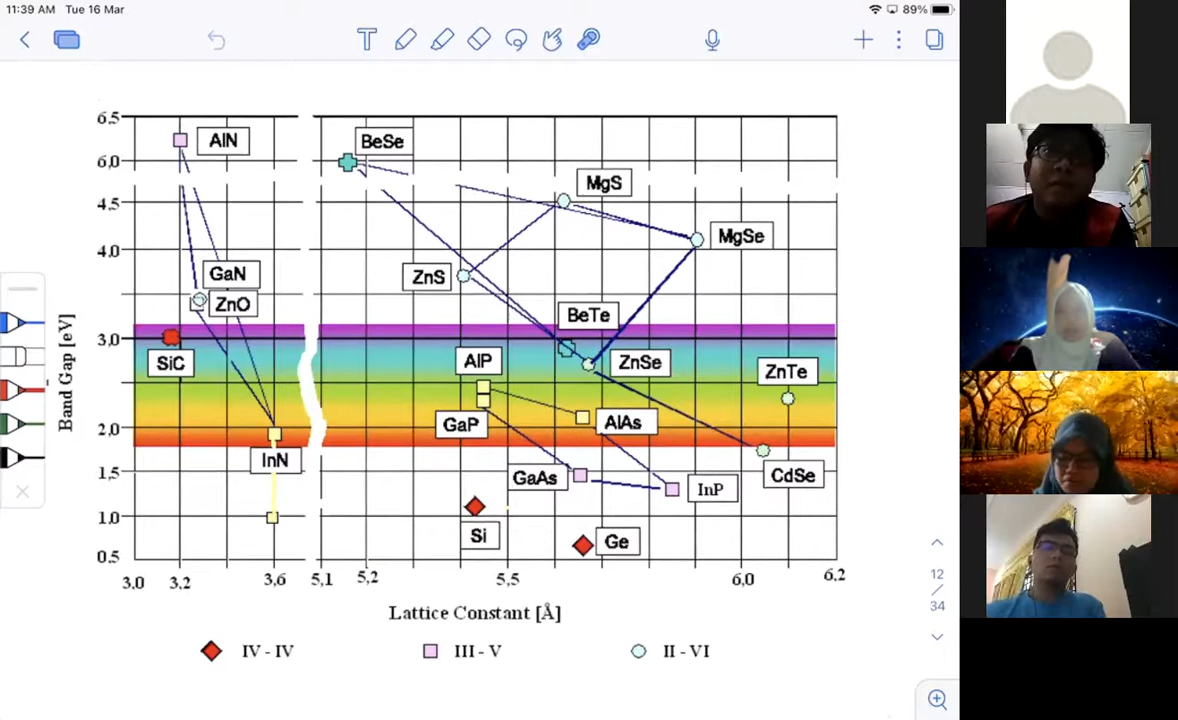 11:39 AM Tue 16 Mar
89%
6.5
AlN
BeSe
6.0
MgS
4.5
MgSe
4.0
GaN
ZnS
ZnO
BeTe
3.0
SiC
AlP
ZnSe
ZnTe
Band Gap [eV]
2.0
GaP
AlAs
InN
1.5
GaAs
InP
CdSe
1.0
Si
Ge
0.5
3,0 3,2 3,6 5,1 5,2 5,5 6,0 6,2
Lattice Constant [Å]
IV - IV III - V II - VI
12
/
34